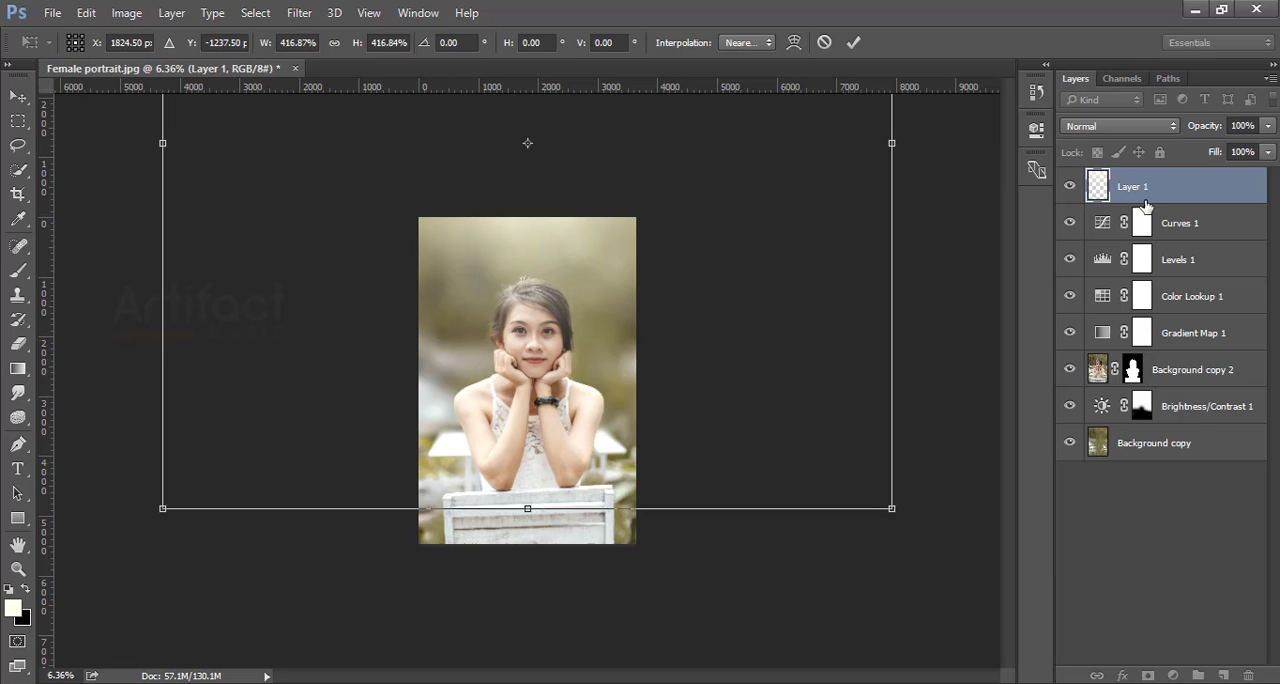 Ps File Edit Image Layer Type Select Filter 3D View Window Help
X: 1824.50 px Y: -1237.50 p W: 416.87% H: 416.84% 0.00 ° H: 0.00 ° V: 0.00 ° Interpolation: Neare... Essentials
Female portrait.jpg @ 6.36% (Layer 1, RGB/8#) * ×
6000 5000 4000 3000 2000 1000 0 1000 2000 3000 4000 5000 6000 7000 8000 9000
Layers Channels Paths
Kind
Normal Opacity: 100%
Lock: Fill: 100%
Layer 1
Curves 1
Levels 1
Color Lookup 1
Gradient Map 1
Background copy 2
Brightness/Contrast 1
Background copy
Artifact
6.36% Doc: 57.1M/130.1M